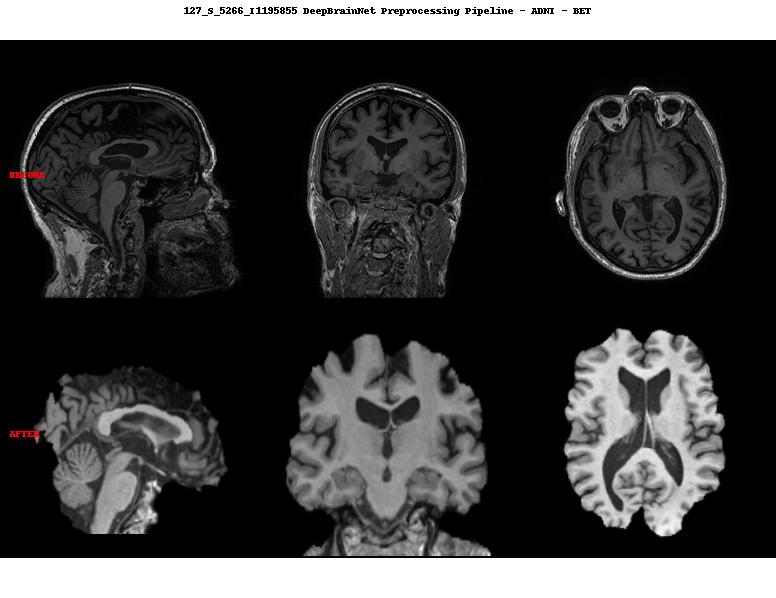 127_S_5266_I1195855 DeepBrainNet Preprocessing Pipeline - ADNI - BET
BEFORE
AFTER